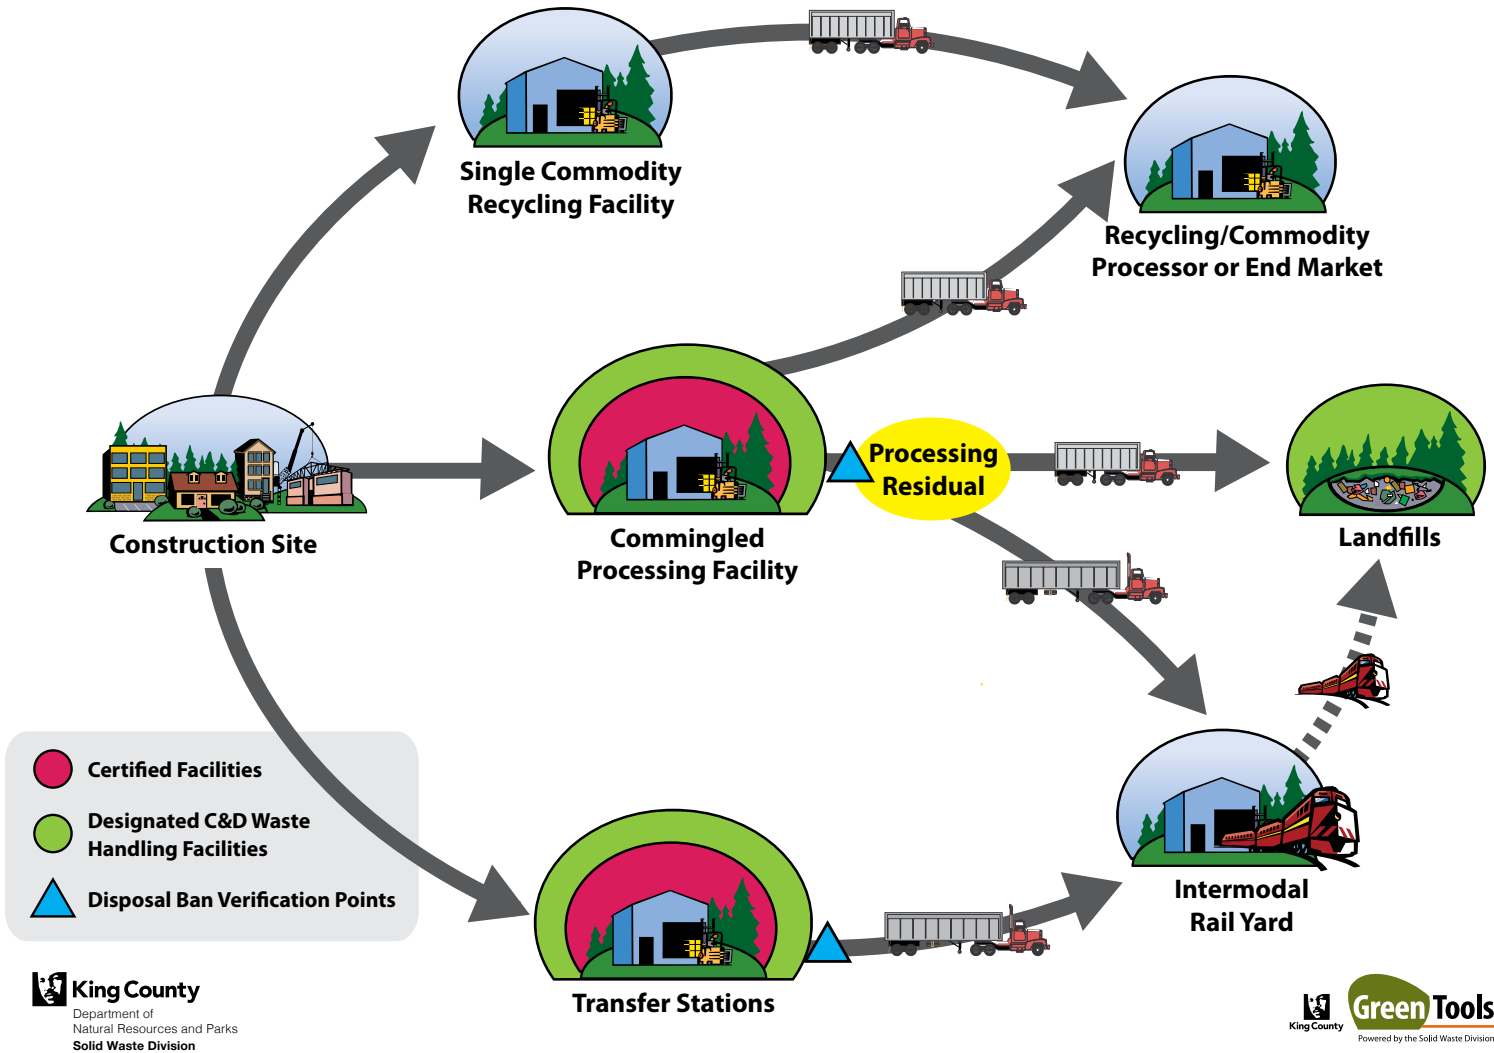 Single Commodity
Recycling Facility
Recycling/Commodity
Processor or End Market
Construction Site
Commingled
Processing Facility
Processing
Residual
Landfills
Certified Facilities
Designated C&D Waste
Handling Facilities
Disposal Ban Verification Points
Transfer Stations
Intermodal
Rail Yard
King County
Department of
Natural Resources and Parks
Solid Waste Division
King County
GreenTools
Powered by the Solid Waste Division